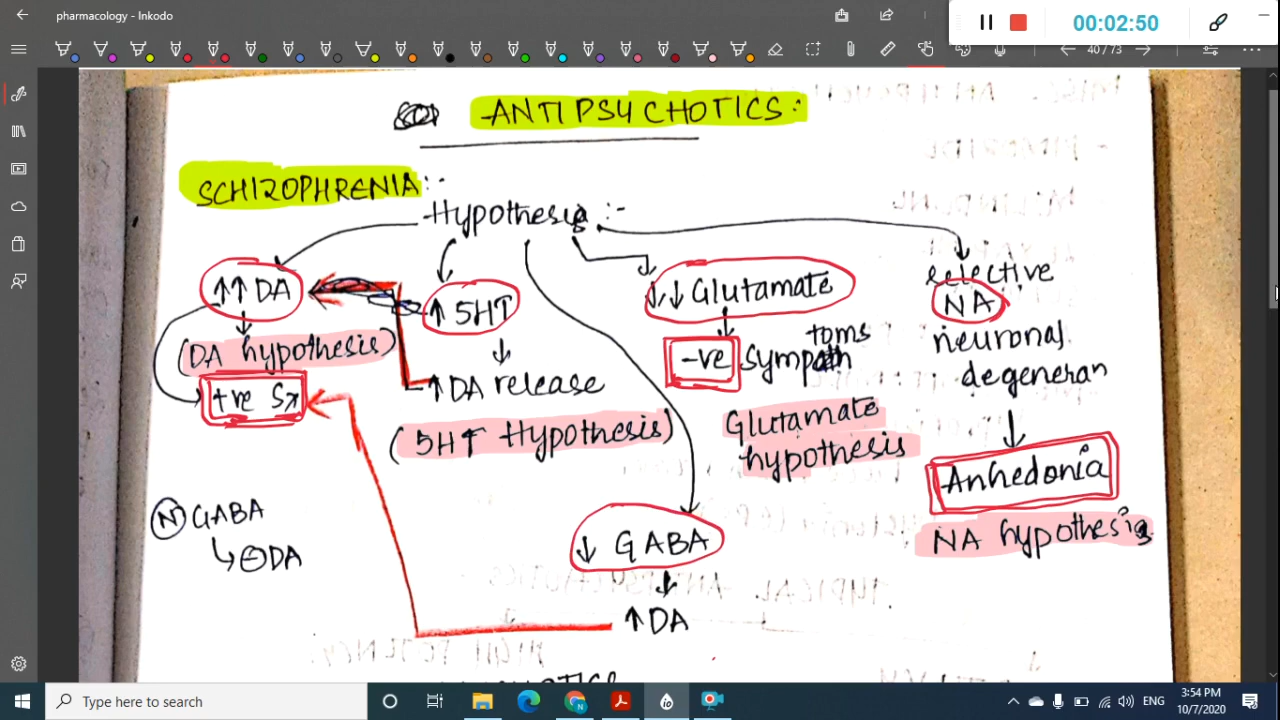 pharmacology - Inkodo
00:02:50
40 / 73
ANTIPSYCHOTICS :
SCHIZOPHRENIA :-
Hypothesis :-
↑↑ DA
(DA hypothesis)
+ve Sx
↑ 5HT
↓
↑ DA release
(5HT Hypothesis)
↓↓ Glutamate
↓
-ve Symptoms
Glutamate
hypothesis
selective
NA
neuronal
degeneran
↓
Anhedonia
NA hypothesis
(N) GABA
↳ ⊖DA
↓ GABA
↓
↑ DA
Type here to search
ENG
3:54 PM
10/7/2020